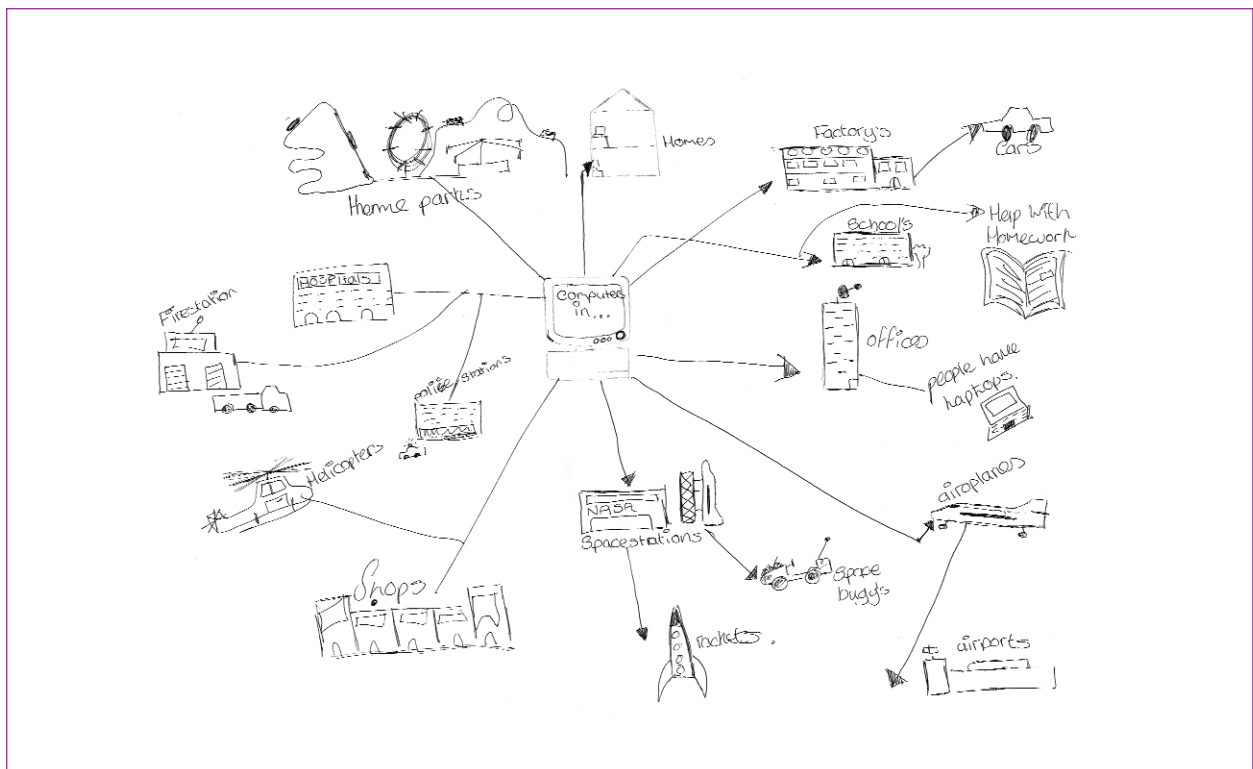 Theme parks
Homes
Factory's
Cars
School's
Help With
Homework
HOSPitals
Computers
in...
Firestation
offices
police stations
people have
laptops.
Helicopters
airoplanes
NASA
Spacestations
Space
buggys
Shops
rockets.
airports